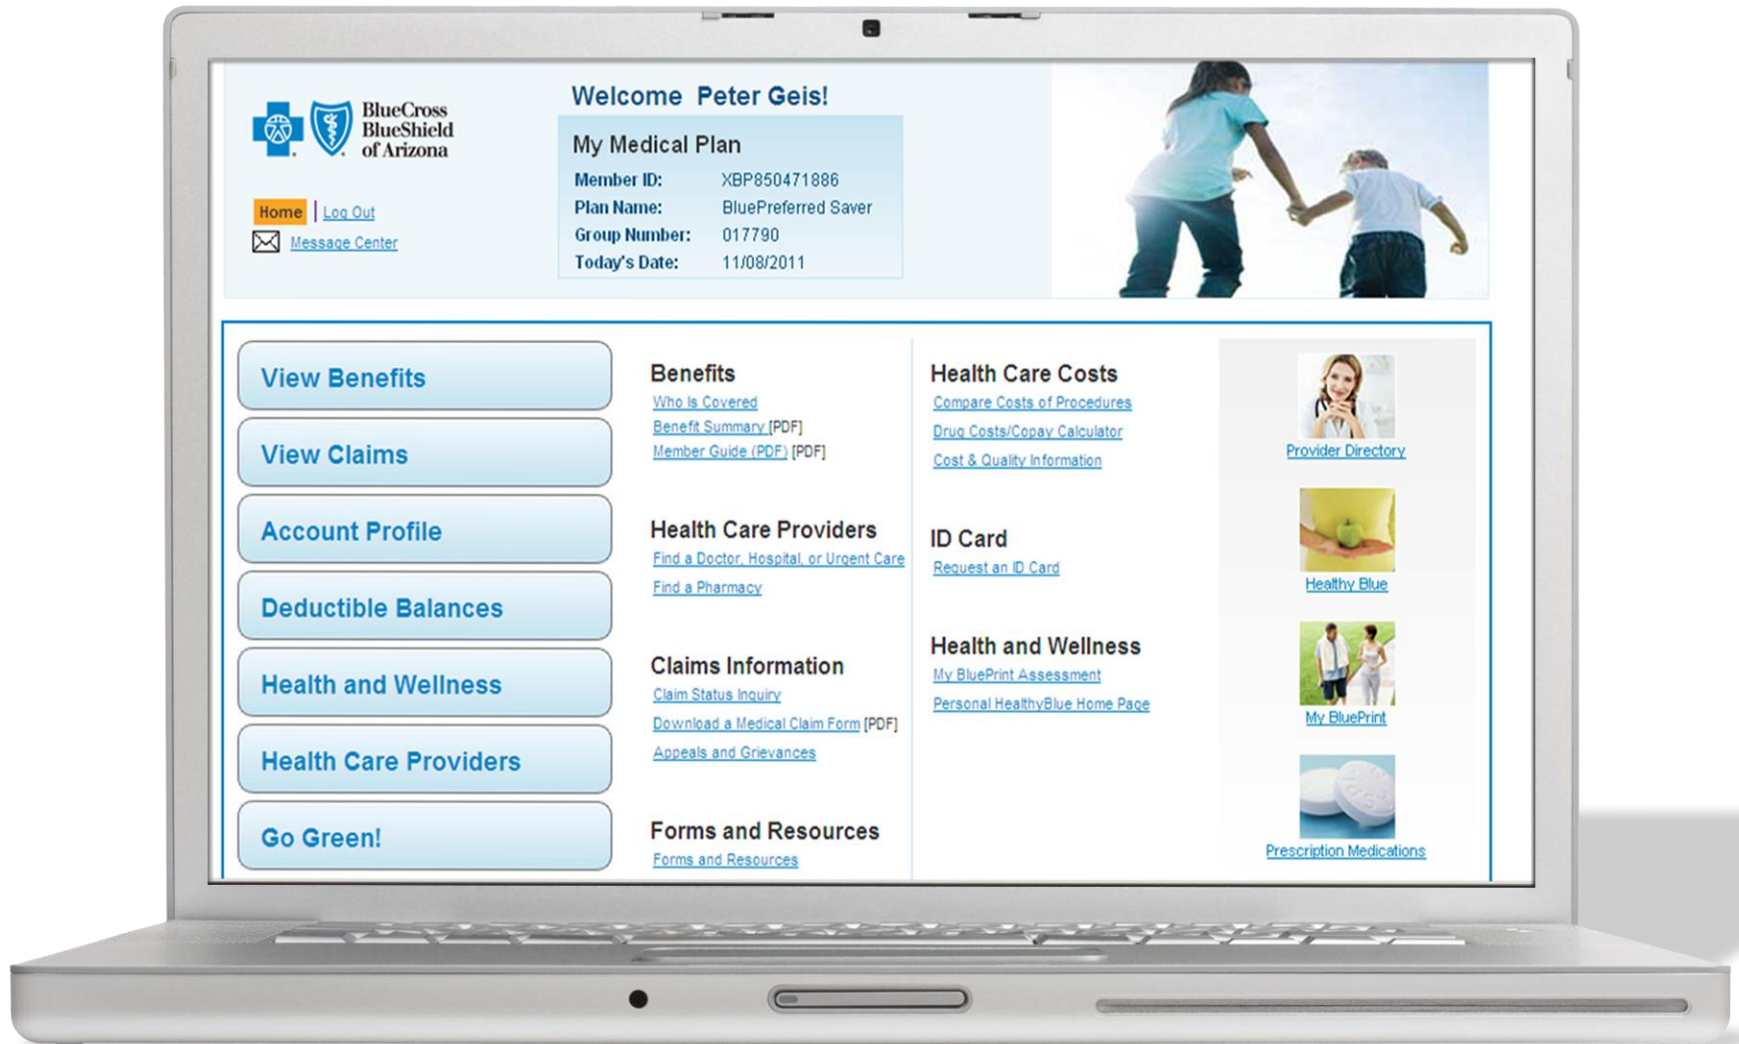 BlueCross
BlueShield
of Arizona
Home | Log Out
Message Center
Welcome Peter Geis!
My Medical Plan
Member ID: XBP850471886
Plan Name: BluePreferred Saver
Group Number: 017790
Today's Date: 11/08/2011
View Benefits
View Claims
Account Profile
Deductible Balances
Health and Wellness
Health Care Providers
Go Green!
Benefits
Who Is Covered
Benefit Summary [PDF]
Member Guide (PDF) [PDF]
Health Care Providers
Find a Doctor, Hospital, or Urgent Care
Find a Pharmacy
Claims Information
Claim Status Inquiry
Download a Medical Claim Form [PDF]
Appeals and Grievances
Forms and Resources
Forms and Resources
Health Care Costs
Compare Costs of Procedures
Drug Costs/Copay Calculator
Cost & Quality Information
ID Card
Request an ID Card
Health and Wellness
My BluePrint Assessment
Personal HealthyBlue Home Page
Provider Directory
Healthy Blue
My BluePrint
Prescription Medications